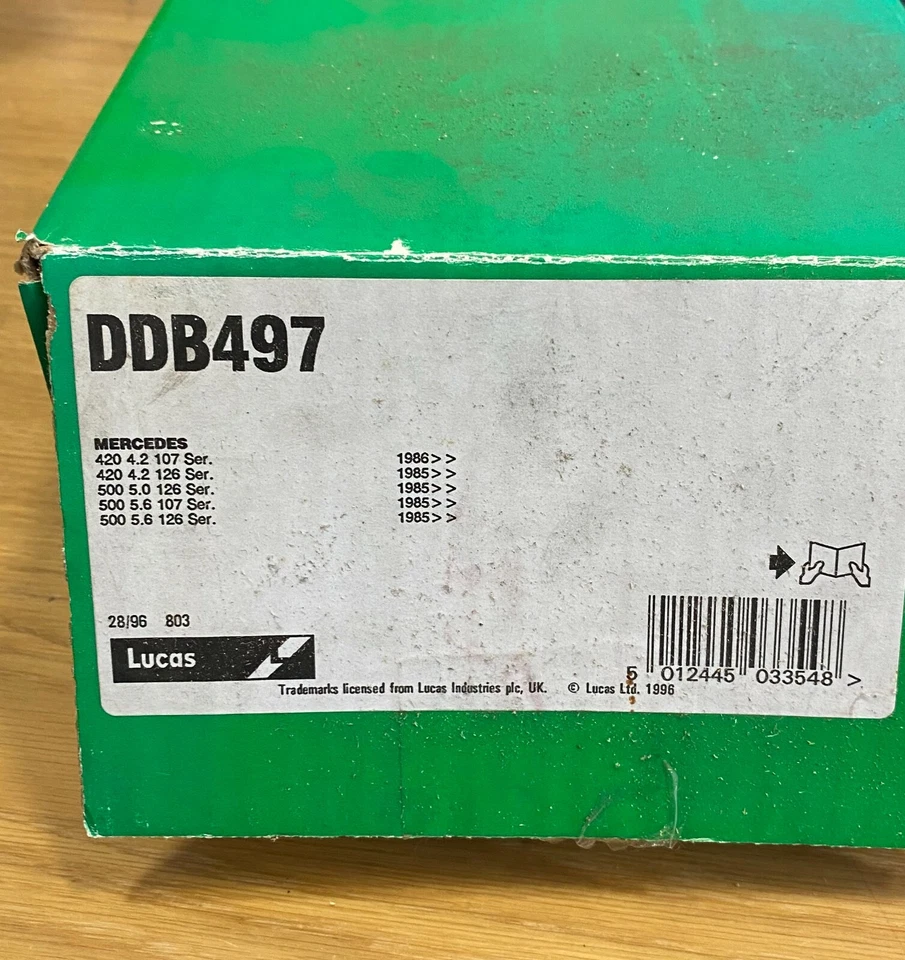 DDB497
MERCEDES
420 4.2 107 Ser. 1986>>
420 4.2 126 Ser. 1985>>
500 5.0 126 Ser. 1985>>
500 5.6 107 Ser. 1985>>
500 5.6 126 Ser. 1985>>
28/96 803
Lucas
5 012445 033548 >
Trademarks licensed from Lucas Industries plc, UK. © Lucas Ltd. 1996